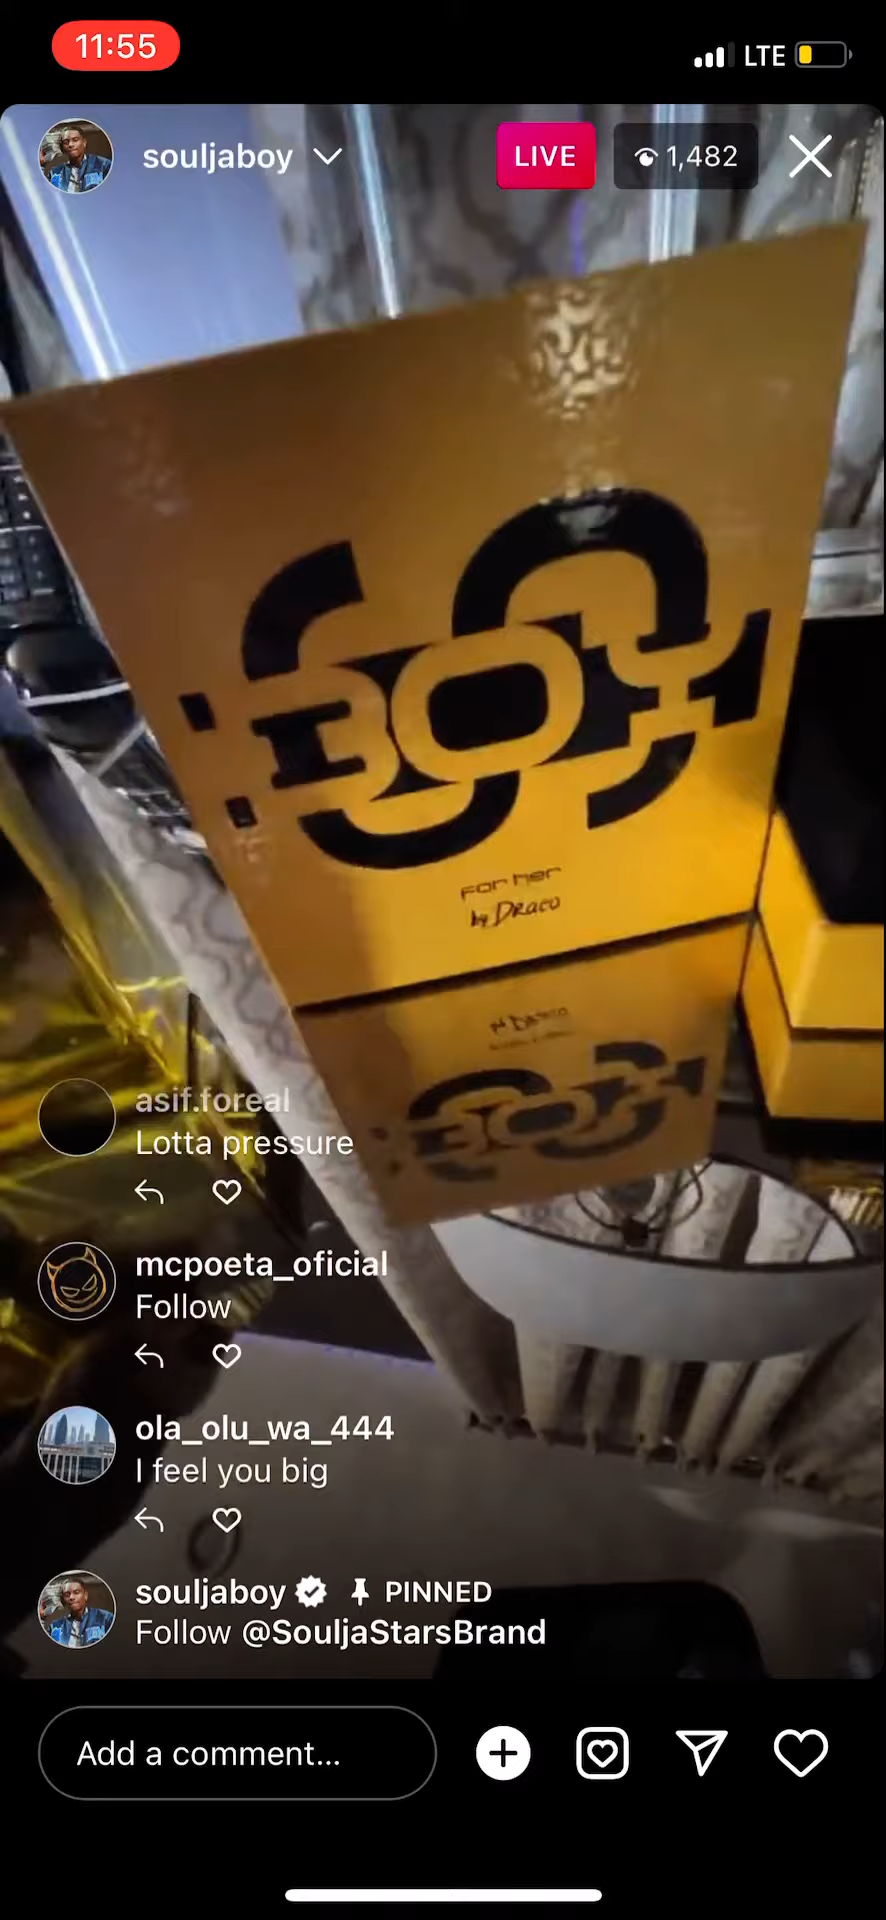 11:55
LTE
souljaboy
LIVE
1,482
BOY
For her
by Draco
asif.foreal
Lotta pressure
mcpoeta_oficial
Follow
ola_olu_wa_444
I feel you big
souljaboy PINNED
Follow @SouljaStarsBrand
Add a comment...